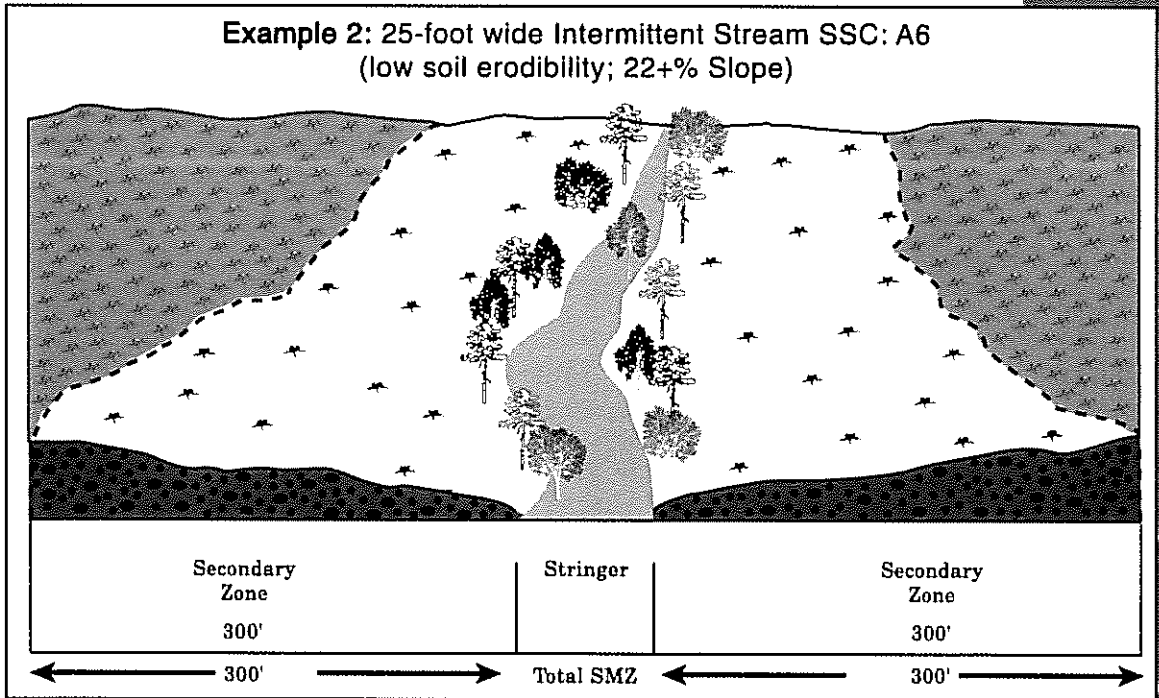 Example 2: 25-foot wide Intermittent Stream SSC: A6
(low soil erodibility; 22+% Slope)
Secondary Zone
300'
Stringer
Secondary Zone
300'
300'
Total SMZ
300'